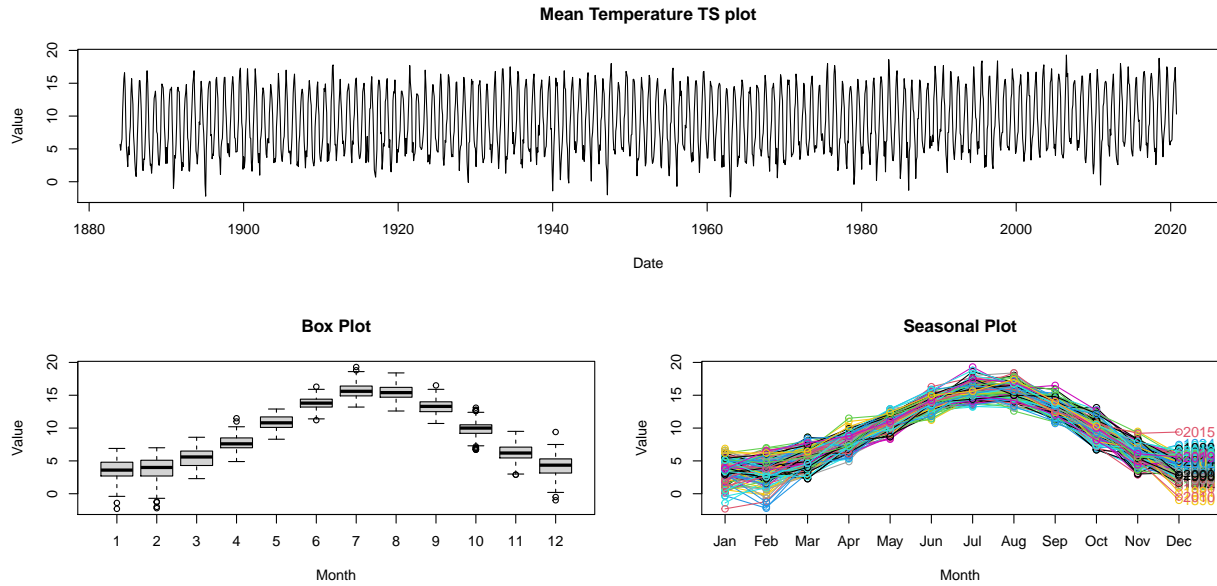 Mean Temperature TS plot
Value
20
15
10
5
0
1880 1900 1920 1940 1960 1980 2000 2020
Date
Box Plot
Value
20
15
10
5
0
1 2 3 4 5 6 7 8 9 10 11 12
Month
Seasonal Plot
Value
20
15
10
5
0
Jan Feb Mar Apr May Jun Jul Aug Sep Oct Nov Dec
2015
2010
Month